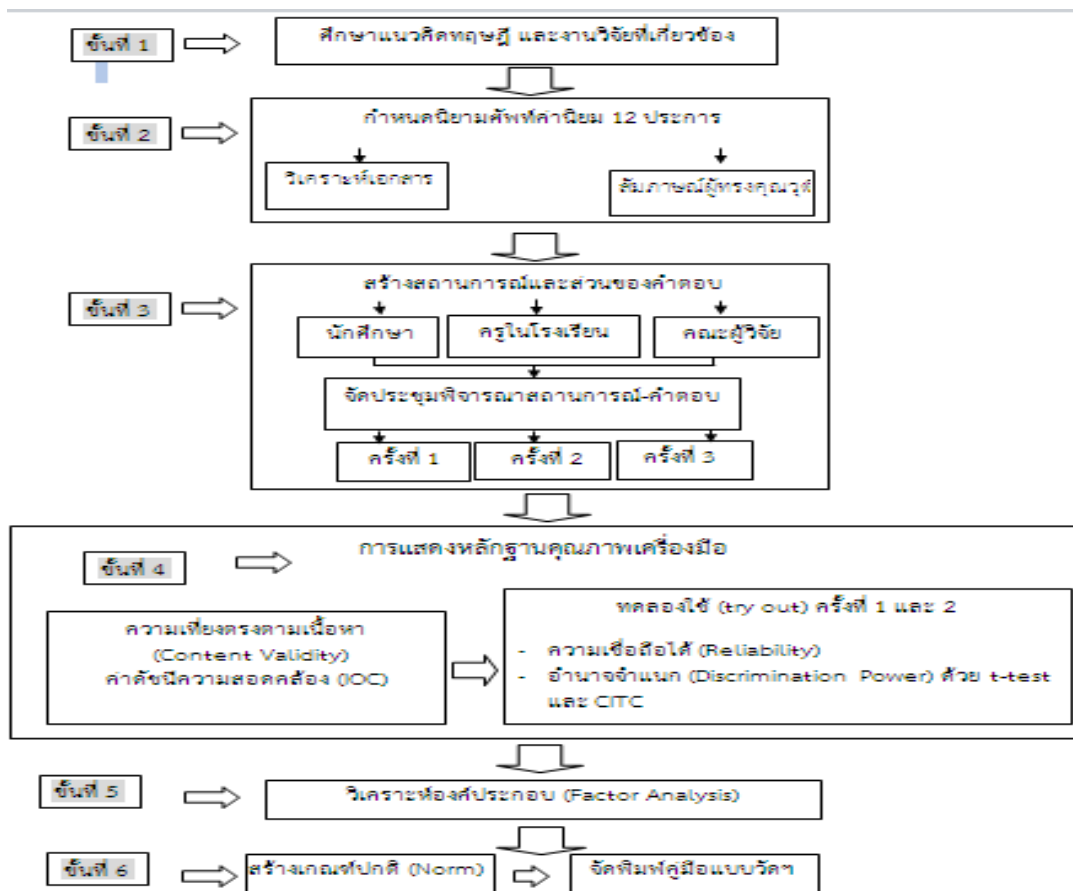 ขั้นที่ 1
ศึกษาแนวคิดทฤษฎี และงานวิจัยที่เกี่ยวข้อง
ขั้นที่ 2
กำหนดนิยามศัพท์ค่านิยม 12 ประการ
วิเคราะห์เอกสาร
สัมภาษณ์ผู้ทรงคุณวุฒิ
ขั้นที่ 3
สร้างสถานการณ์และส่วนของคำตอบ
นักศึกษา
ครูในโรงเรียน
คณะผู้วิจัย
จัดประชุมพิจารณาสถานการณ์-คำตอบ
ครั้งที่ 1
ครั้งที่ 2
ครั้งที่ 3
ขั้นที่ 4
การแสดงหลักฐานคุณภาพเครื่องมือ
ความเที่ยงตรงตามเนื้อหา
(Content Validity)
ค่าดัชนีความสอดคล้อง (IOC)
ทดลองใช้ (try out) ครั้งที่ 1 และ 2
- ความเชื่อถือได้ (Reliability)
- อำนาจจำแนก (Discrimination Power) ด้วย t-test
และ CITC
ขั้นที่ 5
วิเคราะห์องค์ประกอบ (Factor Analysis)
ขั้นที่ 6
สร้างเกณฑ์ปกติ (Norm)
จัดพิมพ์คู่มือแบบวัดฯ